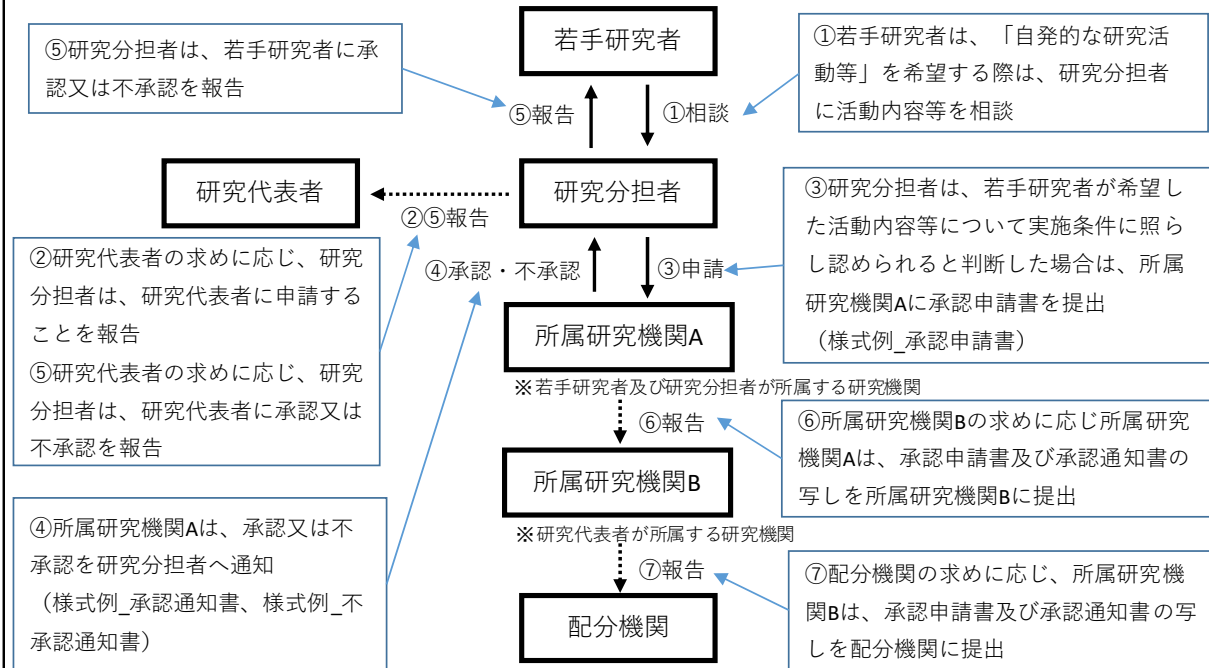 若手研究者
⑤研究分担者は、若手研究者に承
認又は不承認を報告
①若手研究者は、「自発的な研究活
動等」を希望する際は、研究分担者
に活動内容等を相談
⑤報告
①相談
研究代表者
研究分担者
②⑤報告
③研究分担者は、若手研究者が希望し
た活動内容等について実施条件に照ら
し認められると判断した場合は、所属
研究機関Aに承認申請書を提出
（様式例_承認申請書）
②研究代表者の求めに応じ、研究
分担者は、研究代表者に申請する
ことを報告
⑤研究代表者の求めに応じ、研究
分担者は、研究代表者に承認又は
不承認を報告
④承認・不承認
③申請
所属研究機関A
※若手研究者及び研究分担者が所属する研究機関
⑥報告
⑥所属研究機関Bの求めに応じ所属研究
機関Aは、承認申請書及び承認通知書の
写しを所属研究機関Bに提出
所属研究機関B
※研究代表者が所属する研究機関
④所属研究機関Aは、承認又は不
承認を研究分担者へ通知
（様式例_承認通知書、様式例_不
承認通知書）
⑦報告
⑦配分機関の求めに応じ、所属研究機
関Bは、承認申請書及び承認通知書の写
しを配分機関に提出
配分機関